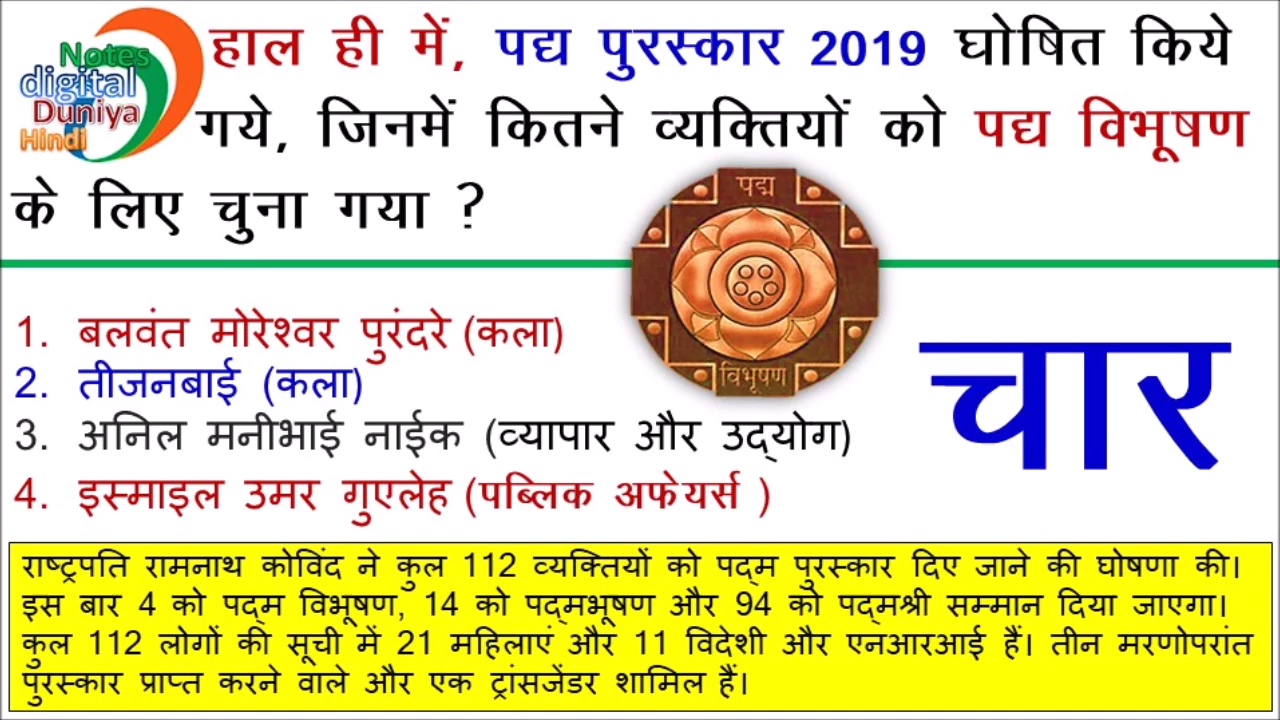 Notes
digital
Duniya
Hindi
हाल ही में, पद्य पुरस्कार 2019 घोषित किये
गये, जिनमें कितने व्यक्तियों को पद्य विभूषण
के लिए चुना गया ?
पद्म
विभूषण
1. बलवंत मोरेश्वर पुरंदरे (कला)
2. तीजनबाई (कला)
3. अनिल मनीभाई नाईक (व्यापार और उद्योग)
4. इस्माइल उमर गुएलेह (पब्लिक अफेयर्स )
चार
राष्ट्रपति रामनाथ कोविंद ने कुल 112 व्यक्तियों को पद्म पुरस्कार दिए जाने की घोषणा की।
इस बार 4 को पद्म विभूषण, 14 को पद्मभूषण और 94 को पद्मश्री सम्मान दिया जाएगा।
कुल 112 लोगों की सूची में 21 महिलाएं और 11 विदेशी और एनआरआई हैं। तीन मरणोपरांत
पुरस्कार प्राप्त करने वाले और एक ट्रांसजेंडर शामिल हैं।